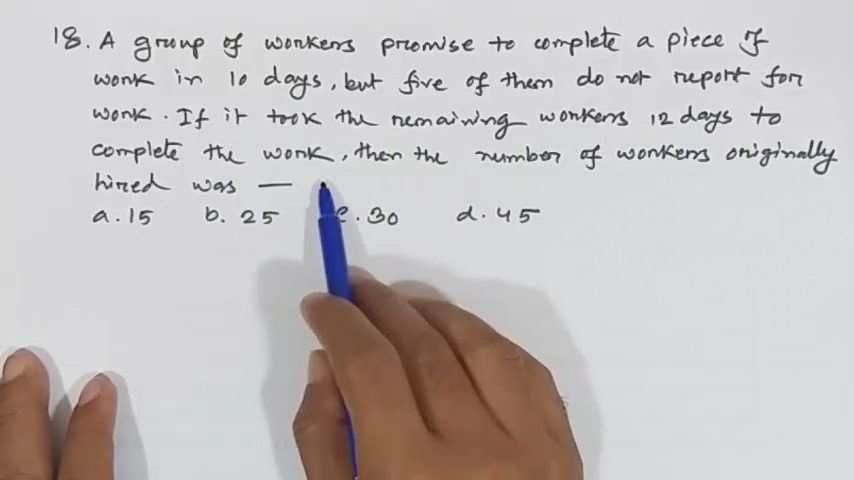 18. A group of workers promise to complete a piece of
work in 10 days, but five of them do not report for
work. If it took the remaining workers 12 days to
complete the work, then the number of workers originally
hired was —
a. 15 b. 25 c. 30 d. 45